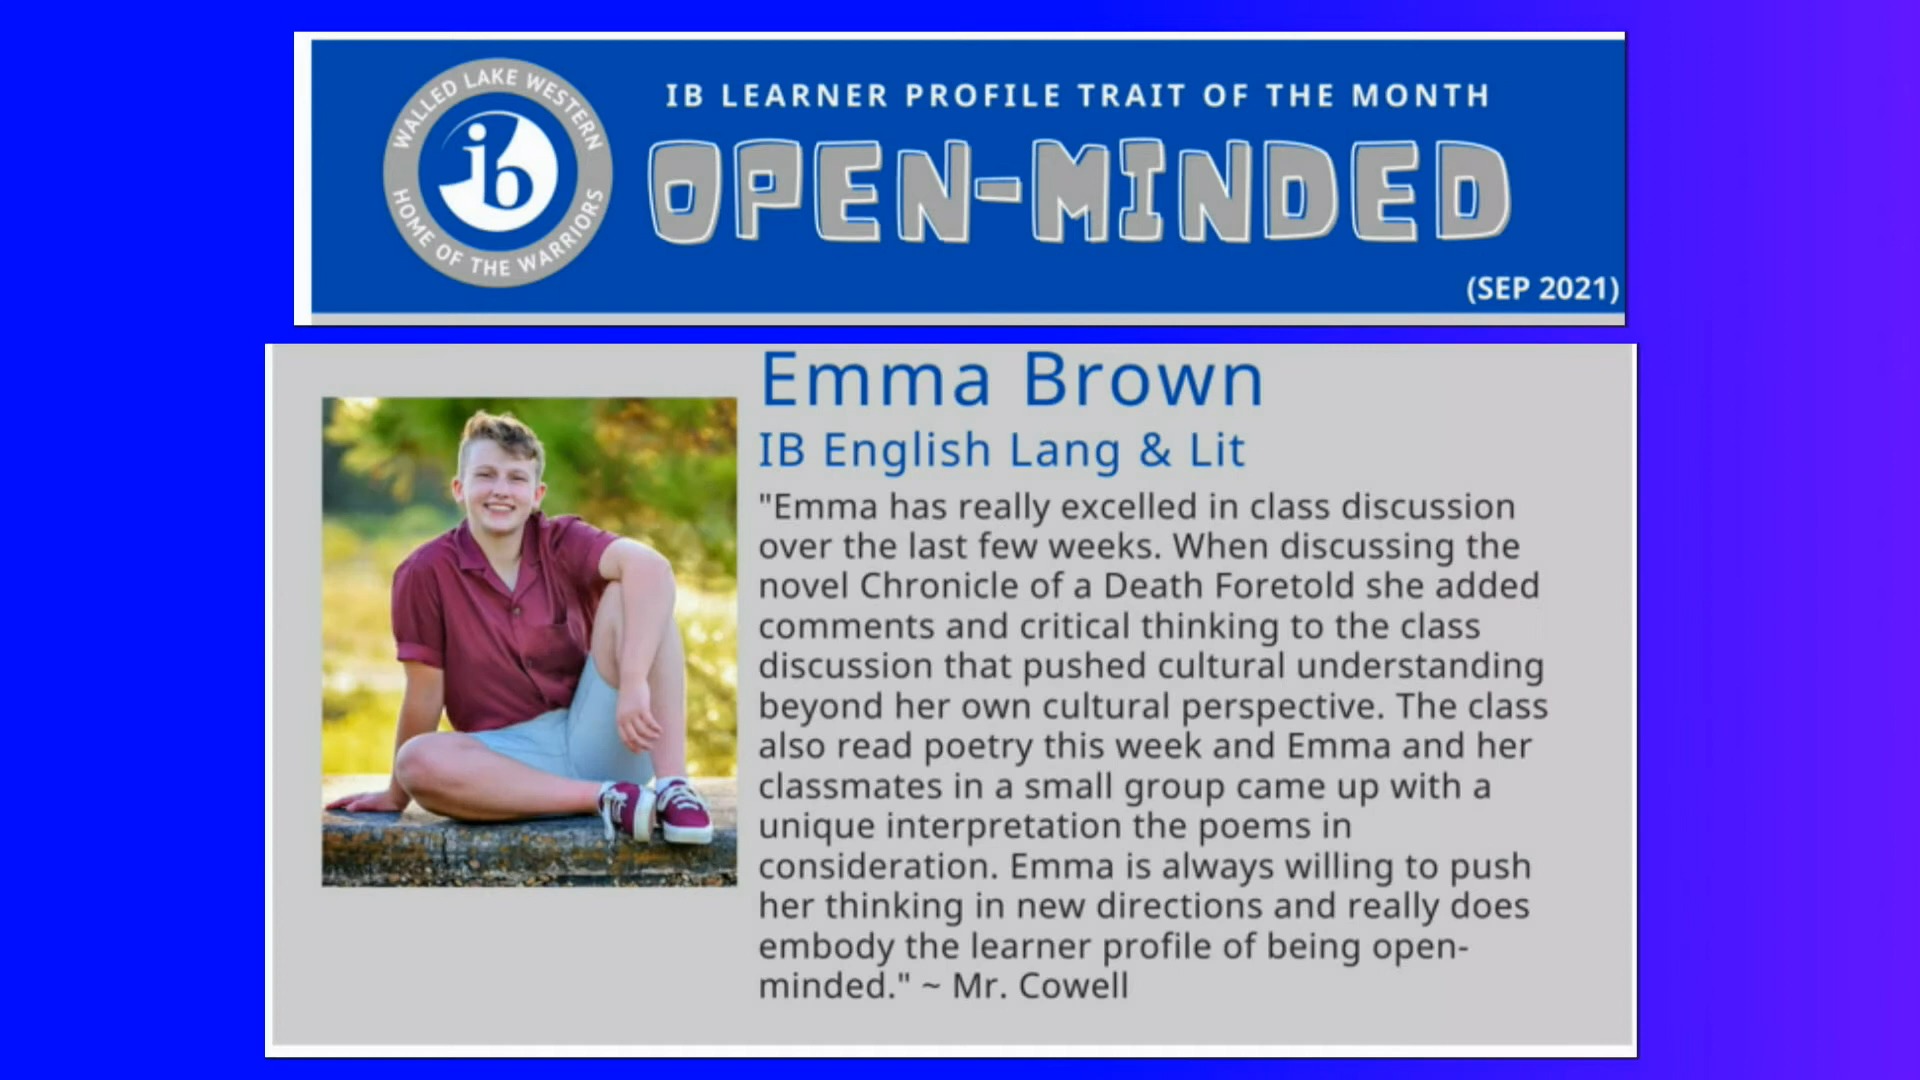 WALLED LAKE WESTERN
ib
HOME OF THE WARRIORS
IB LEARNER PROFILE TRAIT OF THE MONTH
OPEN-MINDED
(SEP 2021)
Emma Brown
IB English Lang & Lit
"Emma has really excelled in class discussion
over the last few weeks. When discussing the
novel Chronicle of a Death Foretold she added
comments and critical thinking to the class
discussion that pushed cultural understanding
beyond her own cultural perspective. The class
also read poetry this week and Emma and her
classmates in a small group came up with a
unique interpretation the poems in
consideration. Emma is always willing to push
her thinking in new directions and really does
embody the learner profile of being open-
minded." ~ Mr. Cowell